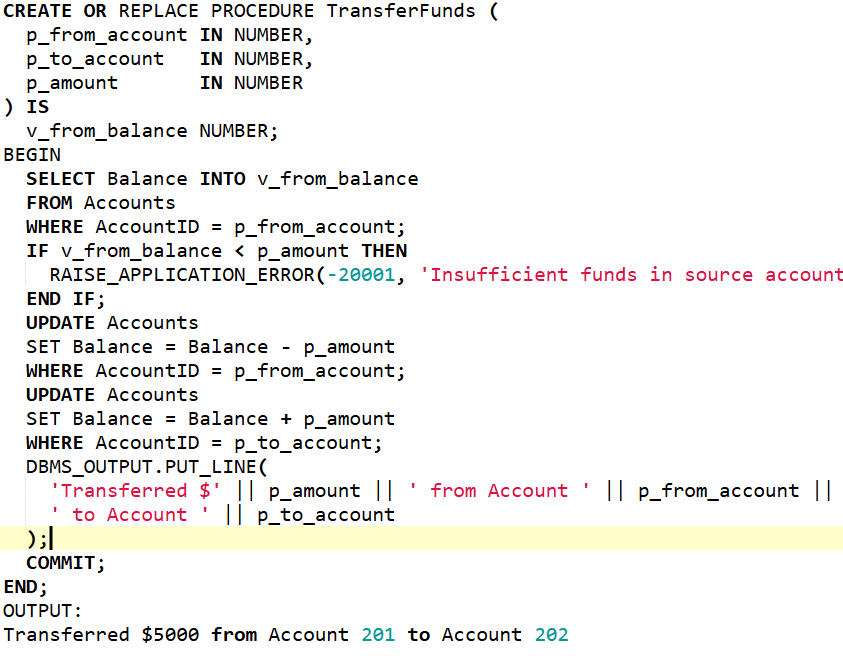 CREATE OR REPLACE PROCEDURE TransferFunds (
  p_from_account IN NUMBER,
  p_to_account   IN NUMBER,
  p_amount       IN NUMBER
) IS
  v_from_balance NUMBER;
BEGIN
  SELECT Balance INTO v_from_balance
  FROM Accounts
  WHERE AccountID = p_from_account;
  IF v_from_balance < p_amount THEN
    RAISE_APPLICATION_ERROR(-20001, 'Insufficient funds in source account
  END IF;
  UPDATE Accounts
  SET Balance = Balance - p_amount
  WHERE AccountID = p_from_account;
  UPDATE Accounts
  SET Balance = Balance + p_amount
  WHERE AccountID = p_to_account;
  DBMS_OUTPUT.PUT_LINE(
    'Transferred $' || p_amount || ' from Account ' || p_from_account ||
    ' to Account ' || p_to_account
  );
  COMMIT;
END;
OUTPUT:
Transferred $5000 from Account 201 to Account 202